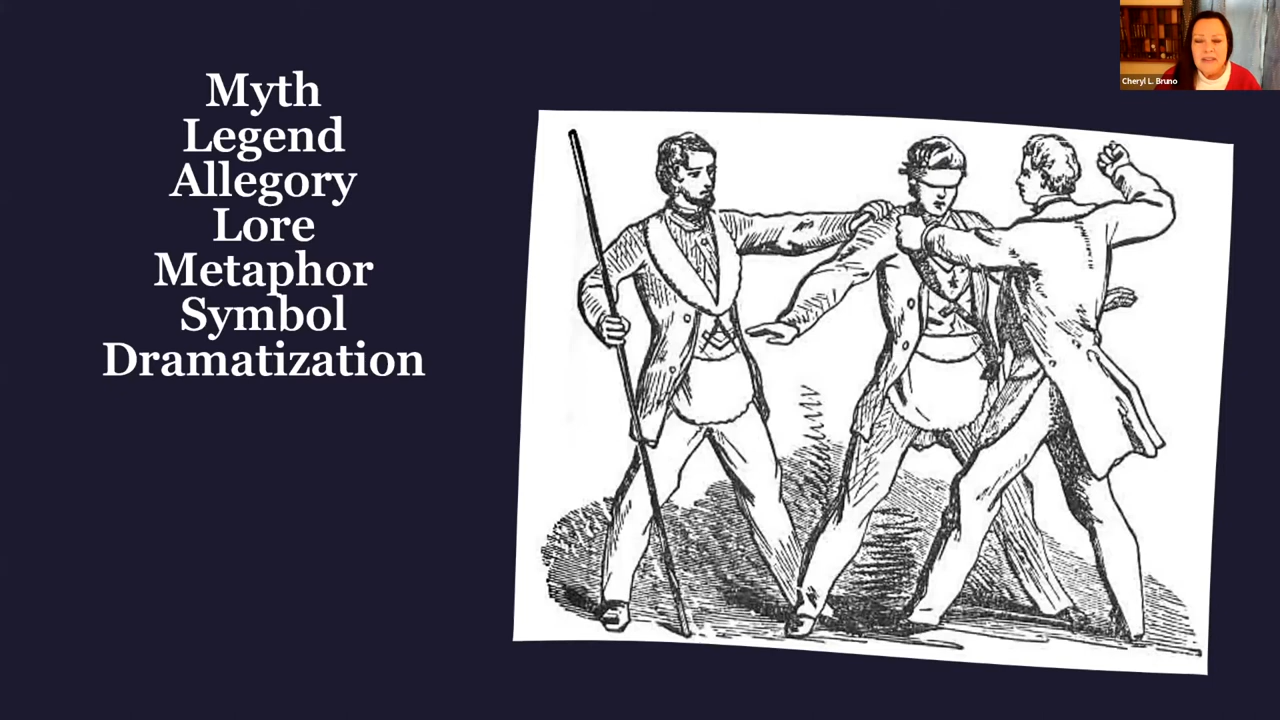 Myth
Legend
Allegory
Lore
Metaphor
Symbol
Dramatization
Cheryl L. Bruno